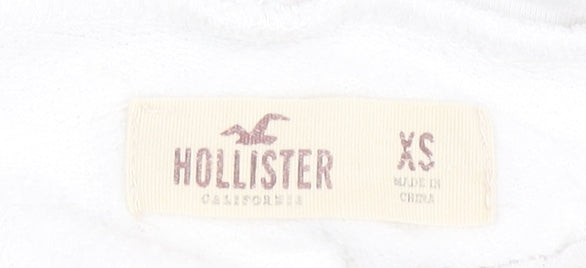 HOLLISTER
CALIFORNIA
XS
MADE IN
CHINA